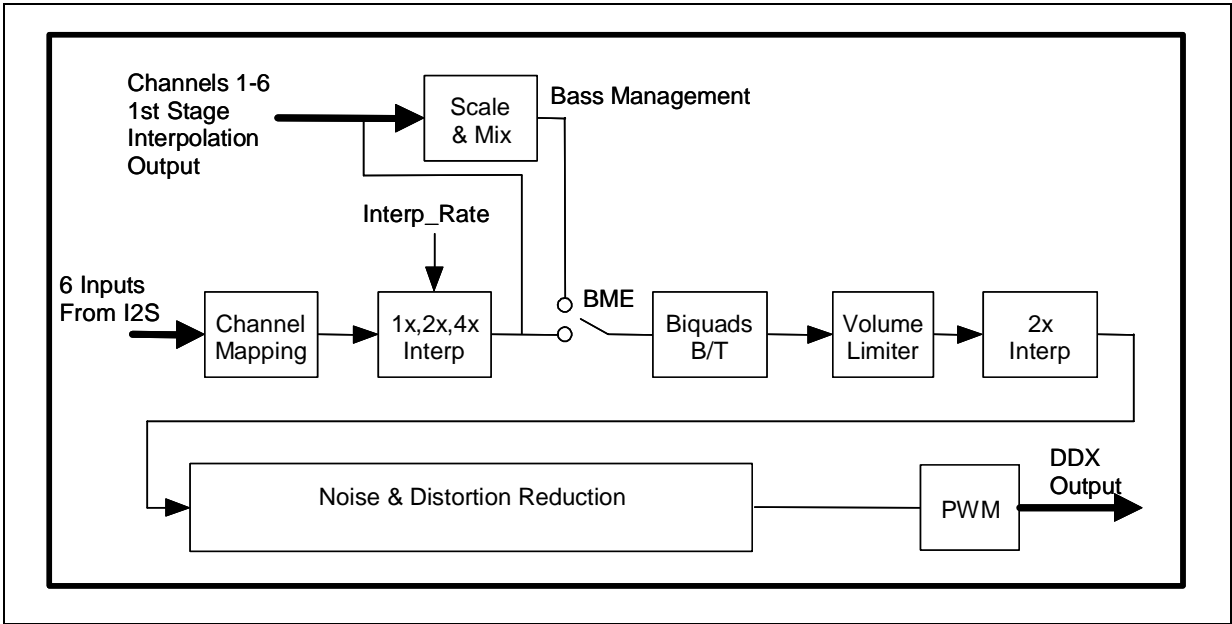 Channels 1-6
1st Stage
Interpolation
Output
Scale
& Mix
Bass Management
Interp_Rate
6 Inputs
From I2S
Channel
Mapping
1x,2x,4x
Interp
BME
Biquads
B/T
Volume
Limiter
2x
Interp
Noise & Distortion Reduction
PWM
DDX
Output